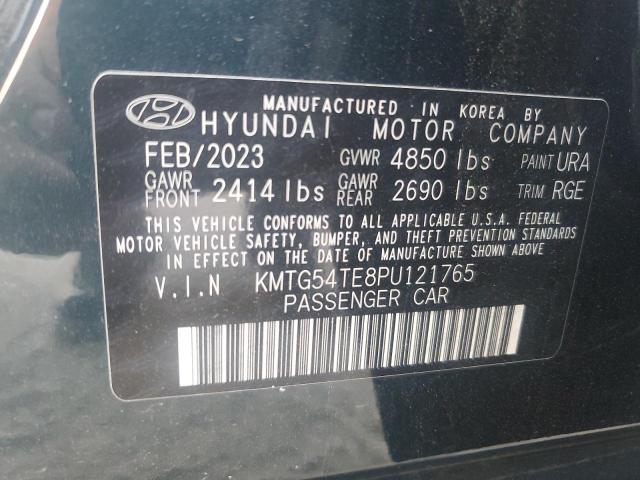 MANUFACTURED IN KOREA BY
HYUNDAI MOTOR COMPANY
FEB/2023 GVWR 4850 lbs PAINT URA
GAWR FRONT 2414 lbs GAWR REAR 2690 lbs TRIM RGE
THIS VEHICLE CONFORMS TO ALL APPLICABLE U.S.A. FEDERAL
MOTOR VEHICLE SAFETY, BUMPER, AND THEFT PREVENTION
STANDARDS IN EFFECT ON THE DATE OF MANUFACTURE SHOWN ABOVE
V.I.N KMTG54TE8PU121765
PASSENGER CAR